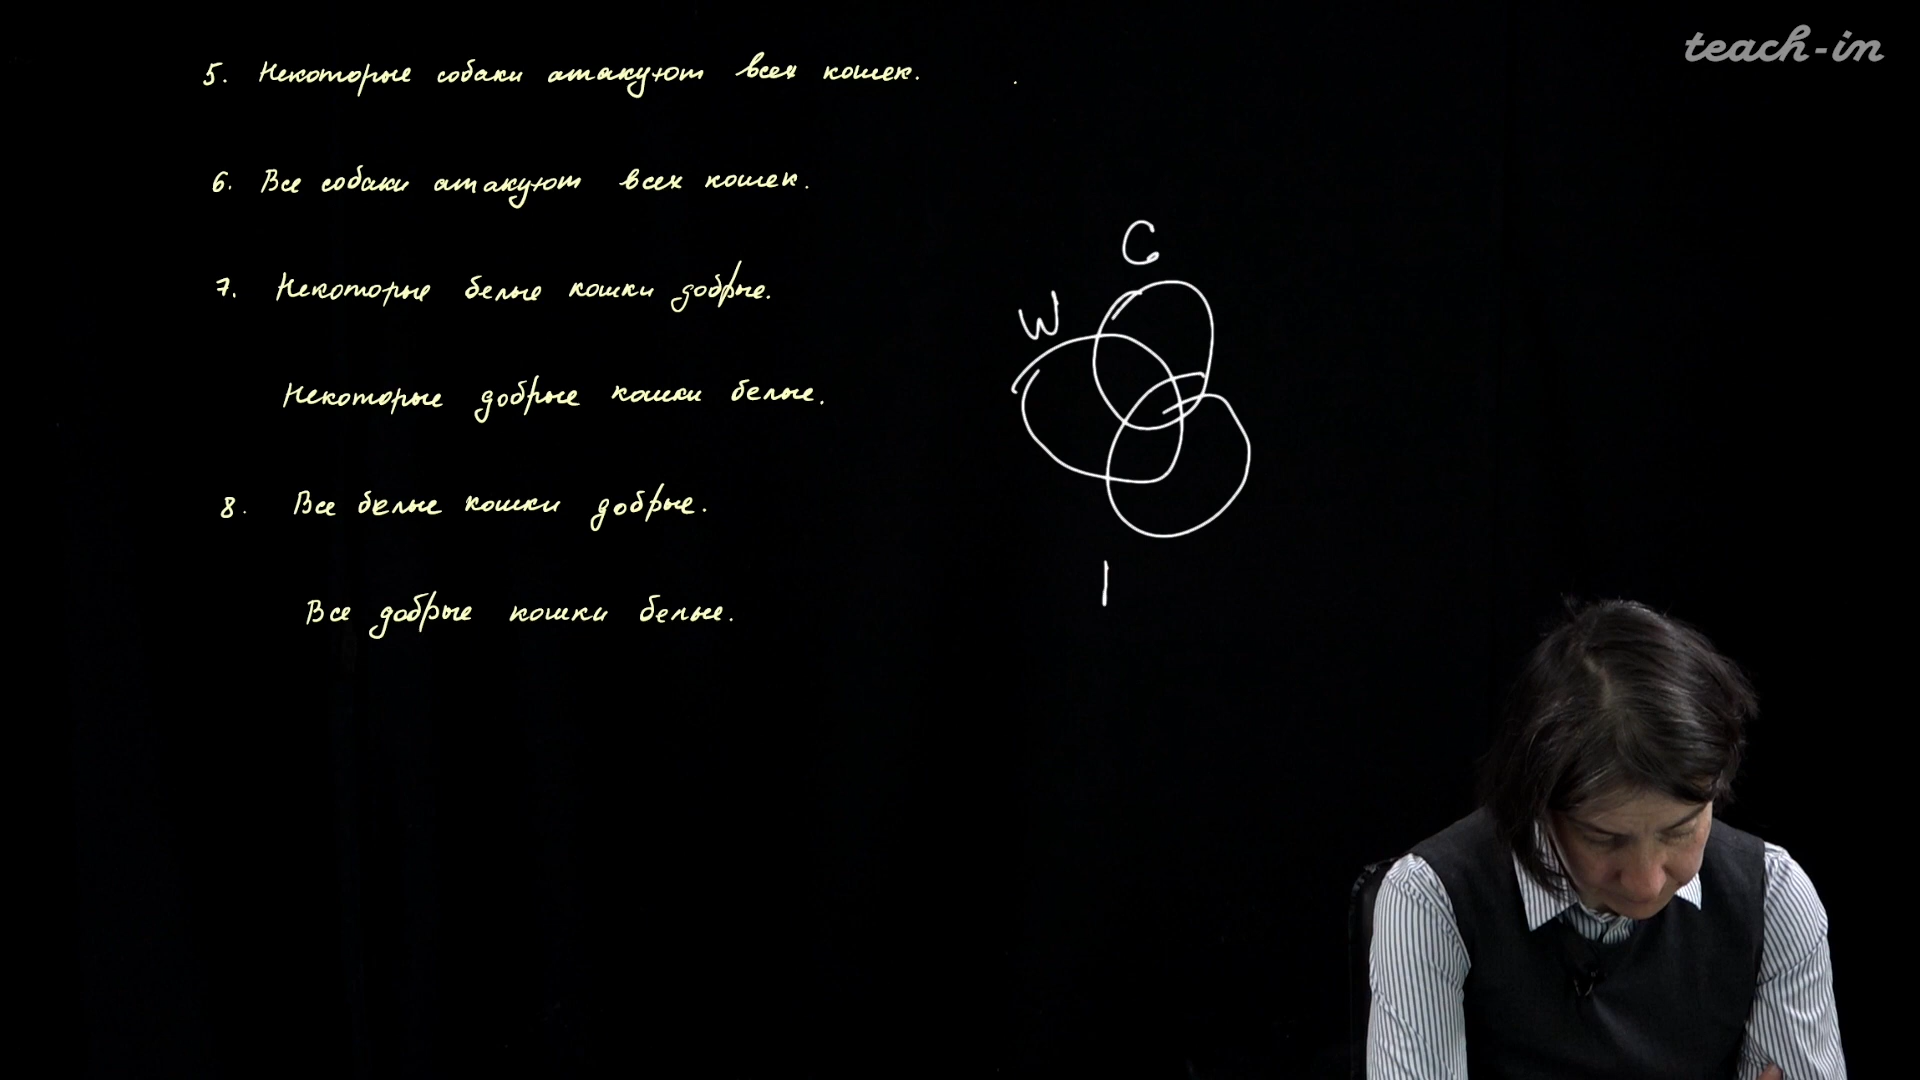 teach-in
5. Некоторые собаки атакуют всех кошек.
6. Все собаки атакуют всех кошек.
7. Некоторые белые кошки добрые.
Некоторые добрые кошки белые.
8. Все белые кошки добрые.
Все добрые кошки белые.
C
W
I